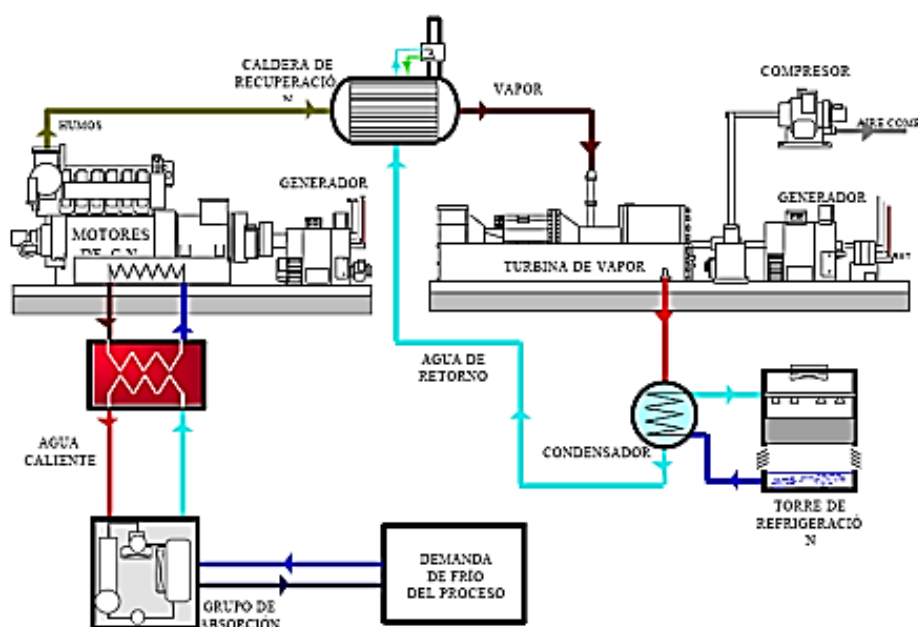 CALDERA DE
RECUPERACIÓ
N
VAPOR
COMPRESOR
HUMOS
AIRE COMP
GENERADOR
GENERADOR
MOTORES
DE G N
TURBINA DE VAPOR
AGUA DE
RETORNO
AGUA
CALIENTE
CONDENSADOR
TORRE DE
REFRIGERACIÓ
N
DEMANDA
DE FRÍO
DEL PROCESO
GRUPO DE
ABSORCIÓN